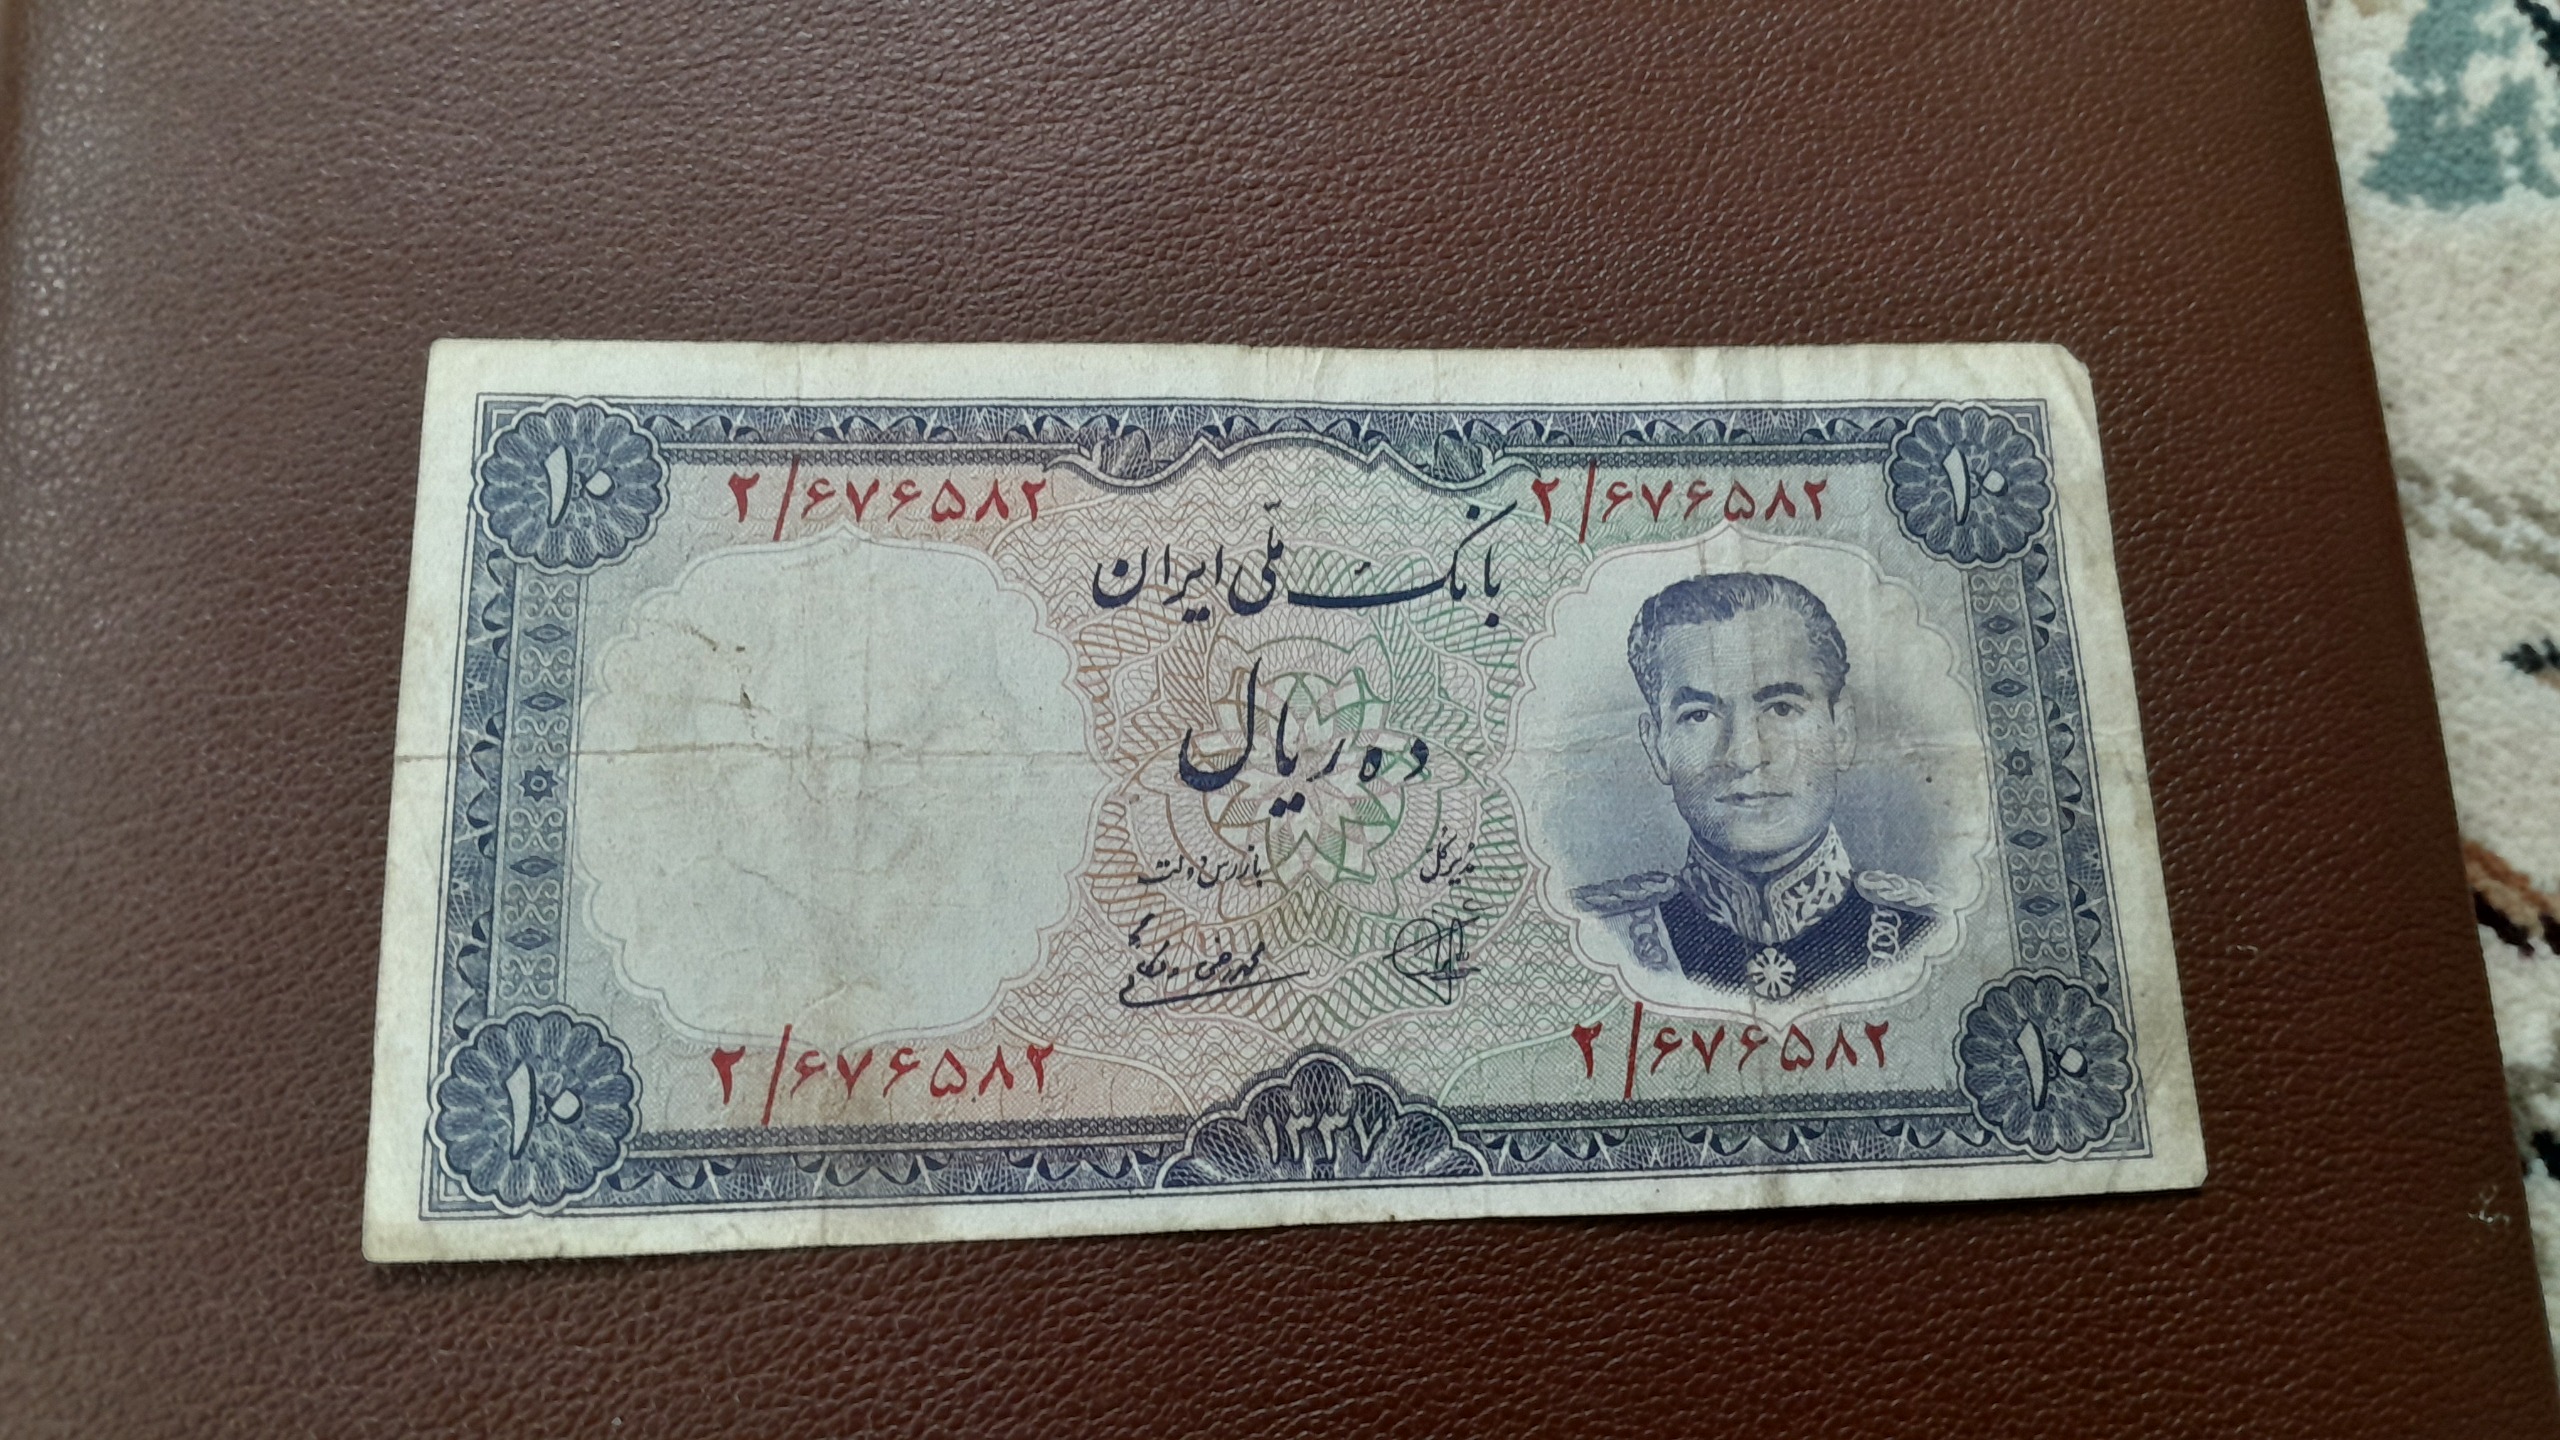 ۱۰
۲/۶۷۶۵۸۲
۲/۶۷۶۵۸۲
۱۰
بانک ملّی ایران
ده ریال
مدیر کل
بازرس دولت
۲/۶۷۶۵۸۲
۲/۶۷۶۵۸۲
۱۰
۱۳۳۷
۱۰